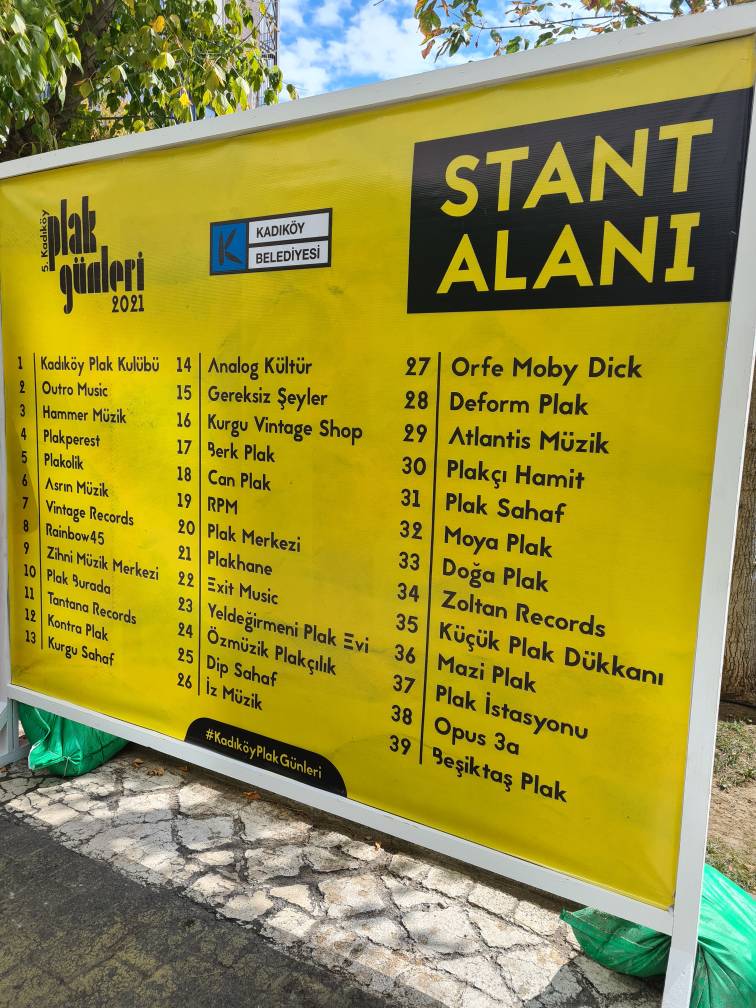 5. Kadıköy
plak
günleri
2021
K
KADIKÖY
BELEDİYESİ
STANT
ALANI
1 Kadıköy Plak Kulübü
2 Outro Music
3 Hammer Müzik
4 Plakperest
5 Plakolik
6 Asrın Müzik
7 Vintage Records
8 Rainbow45
9 Zihni Müzik Merkezi
10 Plak Burada
11 Tantana Records
12 Kontra Plak
13 Kurgu Sahaf
14 Analog Kültür
15 Gereksiz Şeyler
16 Kurgu Vintage Shop
17 Berk Plak
18 Can Plak
19 RPM
20 Plak Merkezi
21 Plakhane
22 Exit Music
23 Yeldeğirmeni Plak Evi
24 Özmüzik Plakçılık
25 Dip Sahaf
26 İz Müzik
27 Orfe Moby Dick
28 Deform Plak
29 Atlantis Müzik
30 Plakçı Hamit
31 Plak Sahaf
32 Moya Plak
33 Doğa Plak
34 Zoltan Records
35 Küçük Plak Dükkanı
36 Mazi Plak
37 Plak İstasyonu
38 Opus 3a
39 Beşiktaş Plak
#KadıköyPlakGünleri